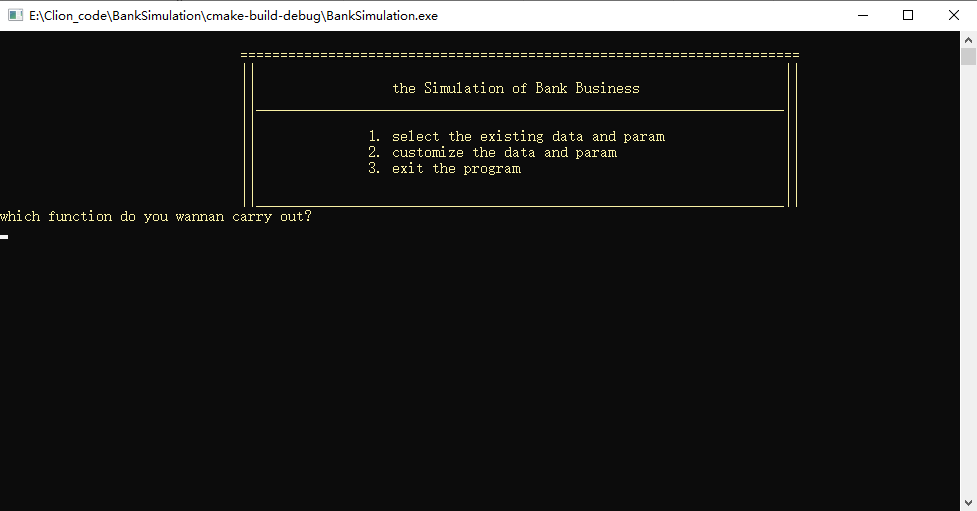 E:\Clion_code\BankSimulation\cmake-build-debug\BankSimulation.exe
======================================================================
the Simulation of Bank Business
1. select the existing data and param
2. customize the data and param
3. exit the program
which function do you wannan carry out?